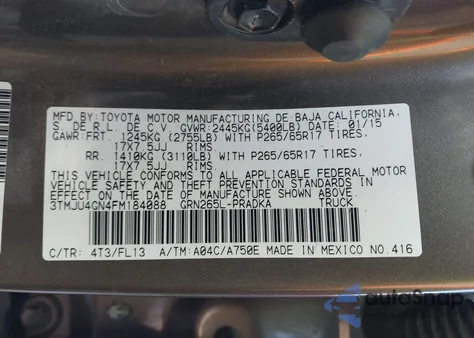 MFD.BY:TOYOTA MOTOR MANUFACTURING DE BAJA CALIFORNIA,
S. DE R.L. DE C.V. GVWR:2445KG(5400LB) DATE: 01/15
GAWR:FRT. 1245KG (2755LB) WITH P265/65R17 TIRES,
17X7.5JJ RIMS
RR. 1410KG (3110LB) WITH P265/65R17 TIRES,
17X7.5JJ RIMS
THIS VEHICLE CONFORMS TO ALL APPLICABLE FEDERAL MOTOR
VEHICLE SAFETY AND THEFT PREVENTION STANDARDS IN
EFFECT ON THE DATE OF MANUFACTURE SHOWN ABOVE.
3TMJU4GN4FM184088 GRN265L-PRADKA TRUCK
C/TR: 4T3/FL13 A/TM:A04C/A750E MADE IN MEXICO NO.416
autoSnap